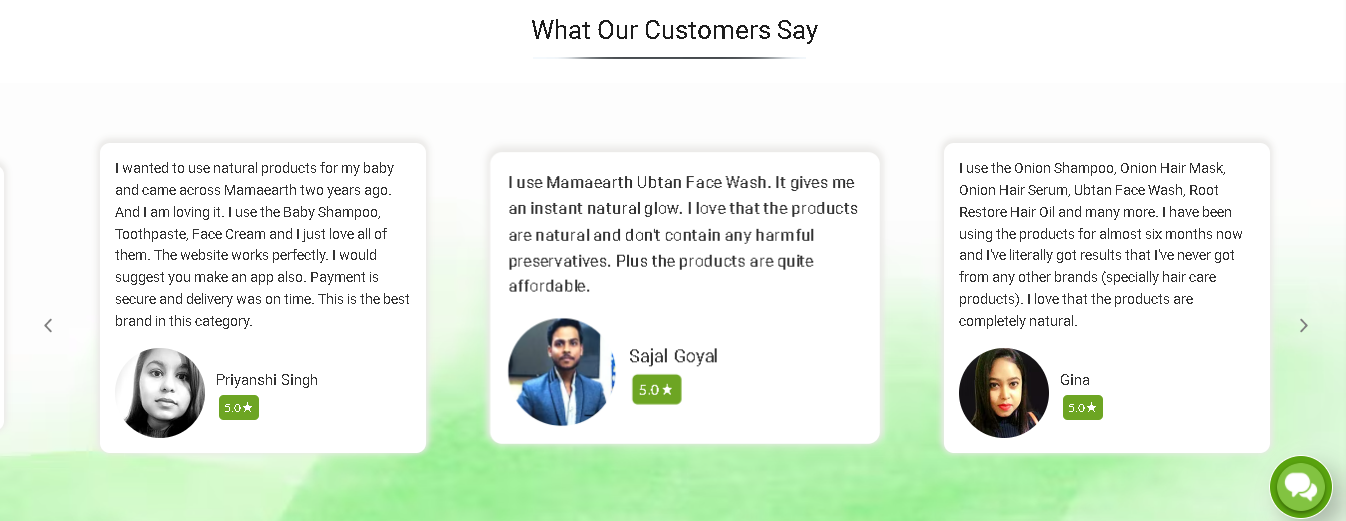 What Our Customers Say
I wanted to use natural products for my baby
and came across Mamaearth two years ago.
And I am loving it. I use the Baby Shampoo,
Toothpaste, Face Cream and I just love all of
them. The website works perfectly. I would
suggest you make an app also. Payment is
secure and delivery was on time. This is the best
brand in this category.
Priyanshi Singh
5.0★
I use Mamaearth Ubtan Face Wash. It gives me
an instant natural glow. I love that the products
are natural and don't contain any harmful
preservatives. Plus the products are quite
affordable.
Sajal Goyal
5.0★
I use the Onion Shampoo, Onion Hair Mask,
Onion Hair Serum, Ubtan Face Wash, Root
Restore Hair Oil and many more. I have been
using the products for almost six months now
and I've literally got results that I've never got
from any other brands (specially hair care
products). I love that the products are
completely natural.
Gina
5.0★